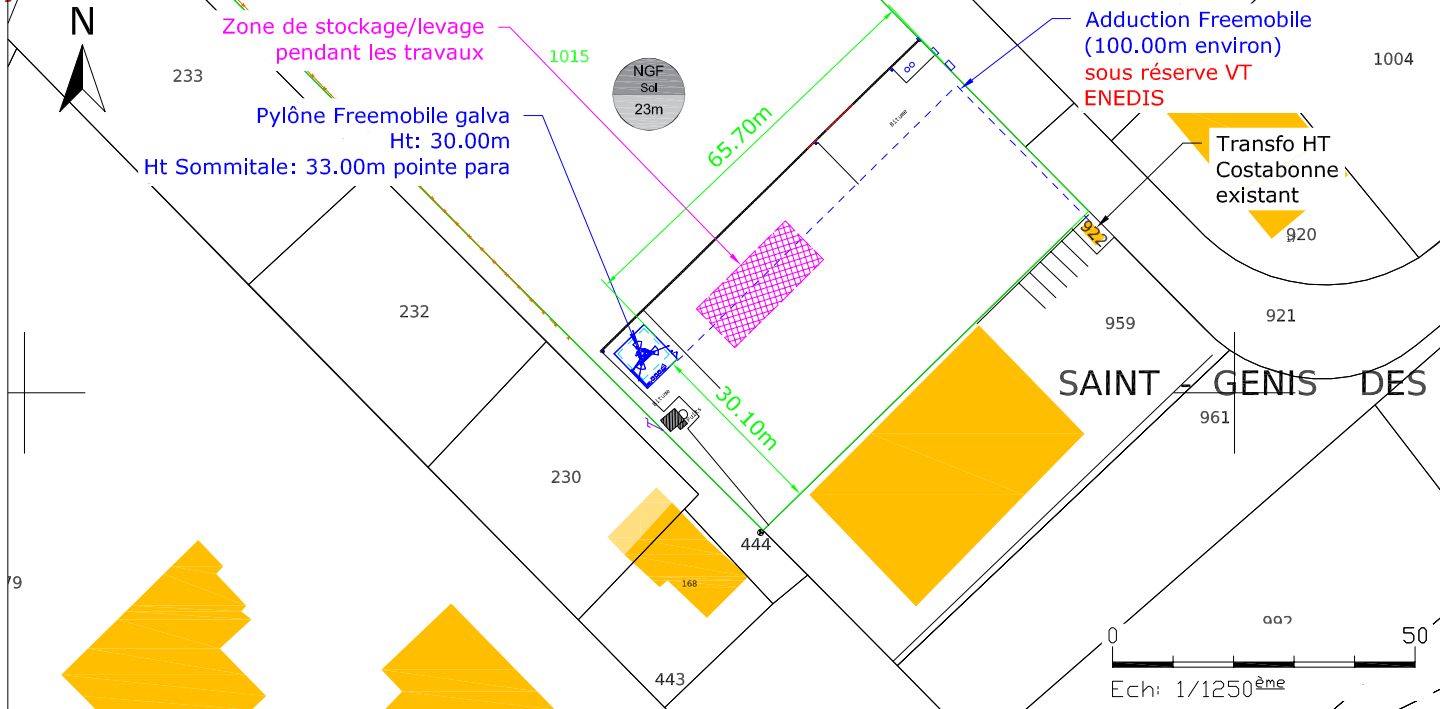 N
Zone de stockage/levage
pendant les travaux
1015
233
NGF
Sol
23m
Adduction Freemobile
(100.00m environ)
sous réserve VT
ENEDIS
1004
Pylône Freemobile galva
Ht: 30.00m
Ht Sommitale: 33.00m pointe para
65.70m
Bitume
Transfo HT
Costabonne
existant
922
920
232
959
921
SAINT - GENIS DES
961
30.10m
Bitume
230
444
168
79
443
992
0 50
Ech: 1/1250ème